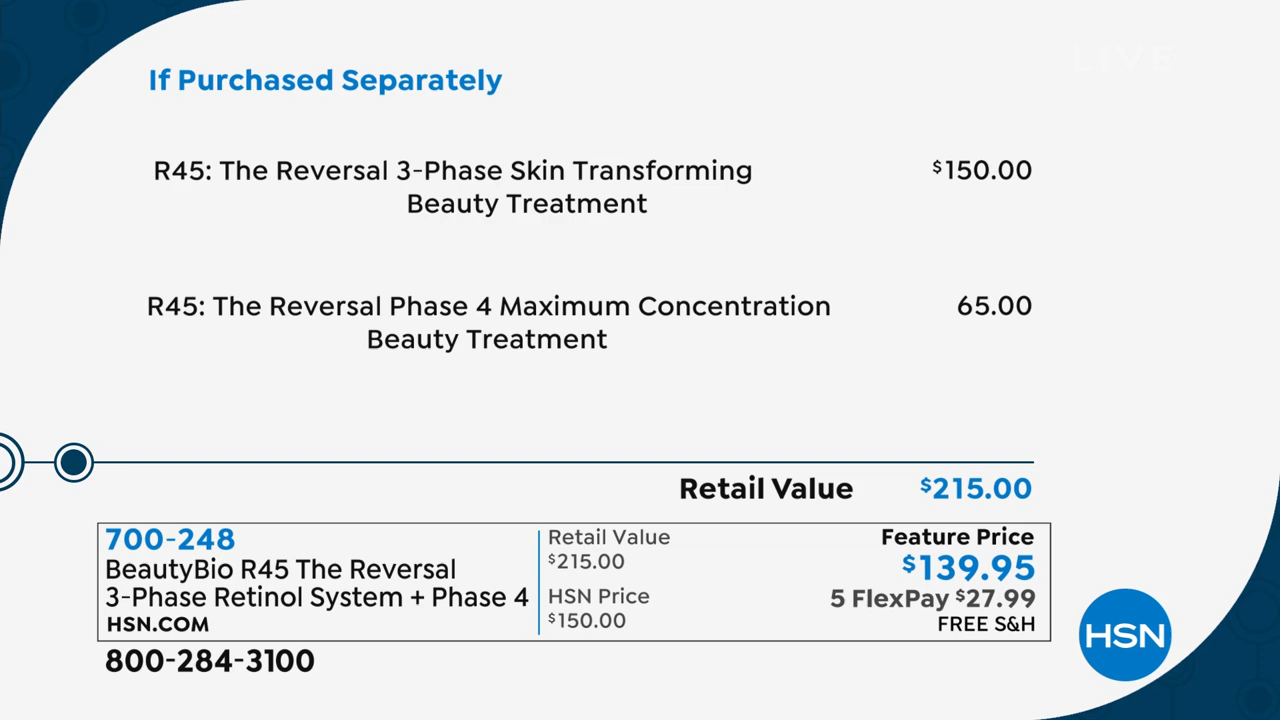 LIVE
If Purchased Separately
R45: The Reversal 3-Phase Skin Transforming $150.00
Beauty Treatment
R45: The Reversal Phase 4 Maximum Concentration 65.00
Beauty Treatment
Retail Value $215.00
700-248
BeautyBio R45 The Reversal
3-Phase Retinol System + Phase 4
HSN.COM
Retail Value
$215.00
HSN Price
$150.00
Feature Price
$139.95
5 FlexPay $27.99
FREE S&H
HSN
800-284-3100